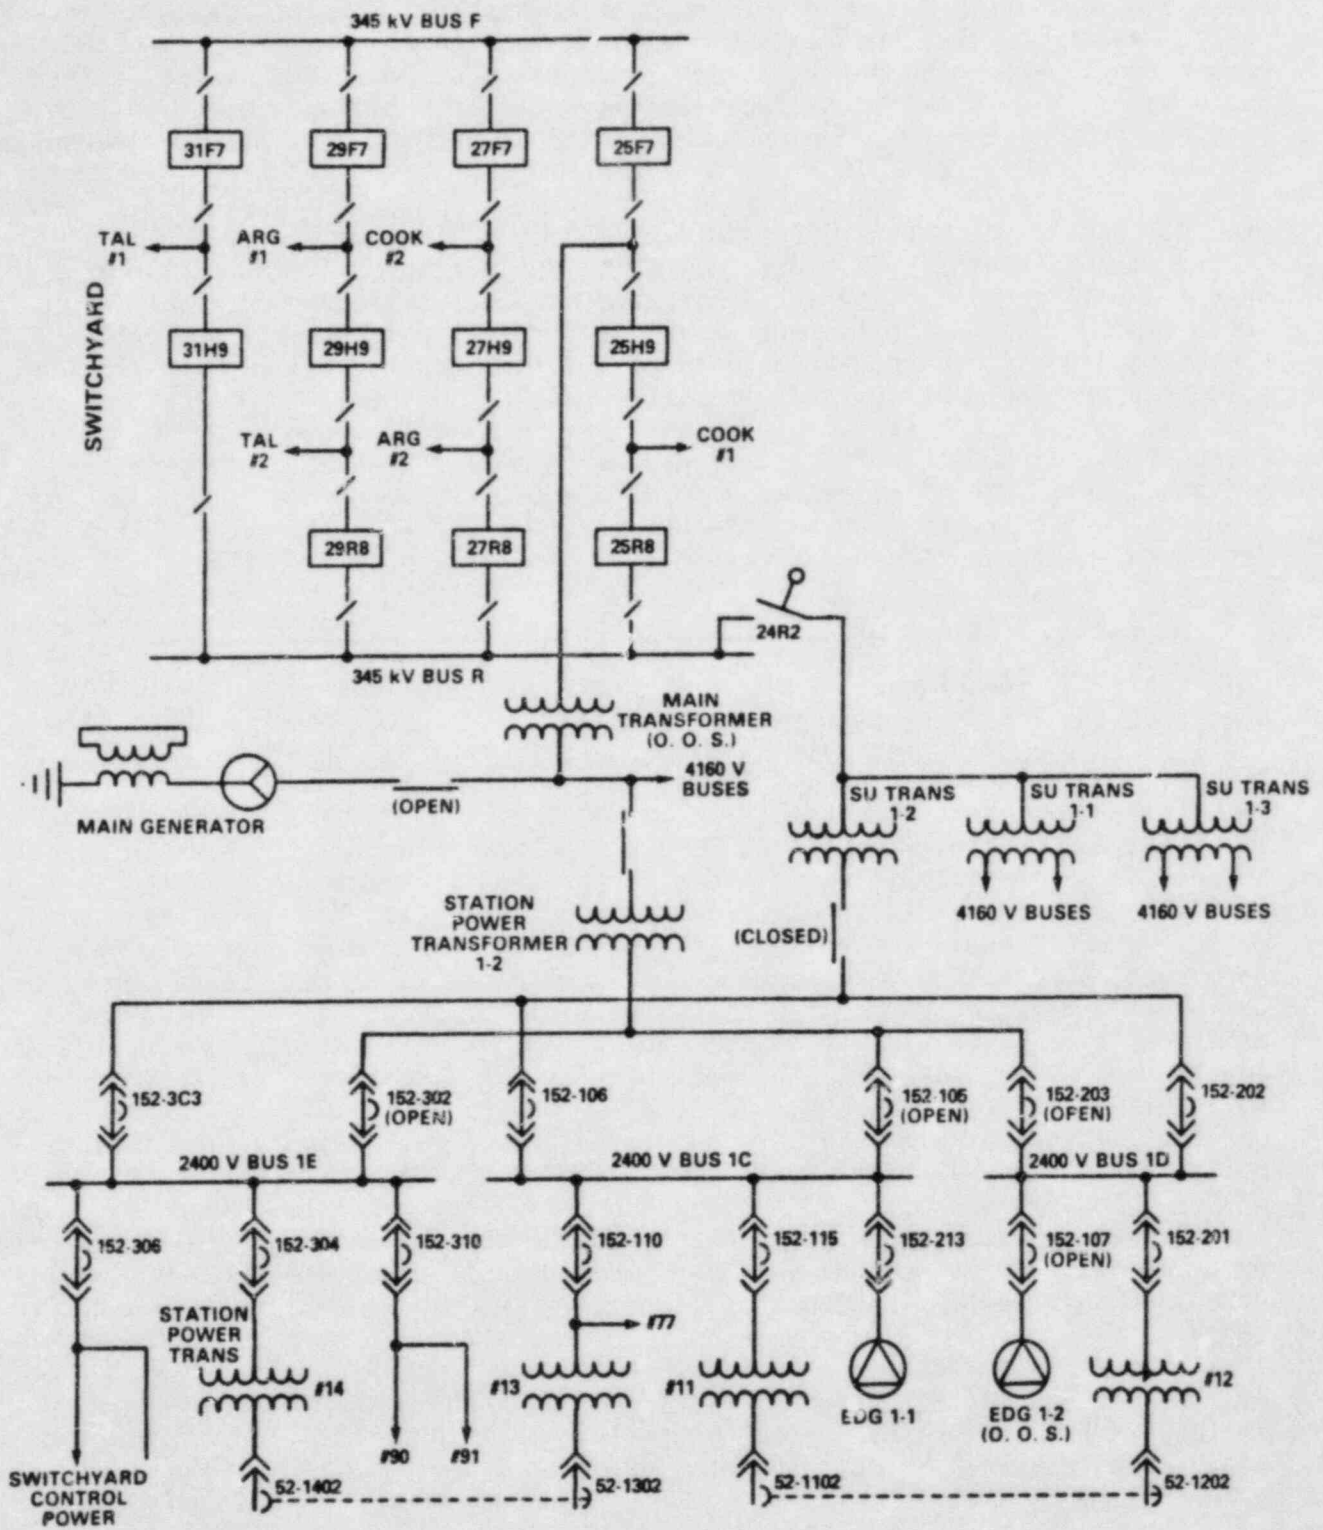 345 kV BUS F
31F7
29F7
27F7
25F7
TAL
#1
ARG
#1
COOK
#2
SWITCHYARD
31H9
29H9
27H9
25H9
TAL
#2
ARG
#2
COOK
#1
29R8
27R8
25R8
24R2
345 kV BUS R
MAIN
TRANSFORMER
(O. O. S.)
4160 V
BUSES
(OPEN)
MAIN GENERATOR
SU TRANS
1-2
SU TRANS
1-1
SU TRANS
1-3
4160 V BUSES
4160 V BUSES
STATION
POWER
TRANSFORMER
1-2
(CLOSED)
152-3C3
152-302
(OPEN)
152-106
152-105
(OPEN)
152-203
(OPEN)
152-202
2400 V BUS 1E
2400 V BUS 1C
2400 V BUS 1D
152-306
152-304
152-310
152-110
152-115
152-213
152-107
(OPEN)
152-201
STATION
POWER
TRANS
#77
#14
#13
#11
#12
EDG 1-1
EDG 1-2
(O. O. S.)
#90
#91
SWITCHYARD
CONTROL
POWER
52-1402
52-1302
52-1102
52-1202